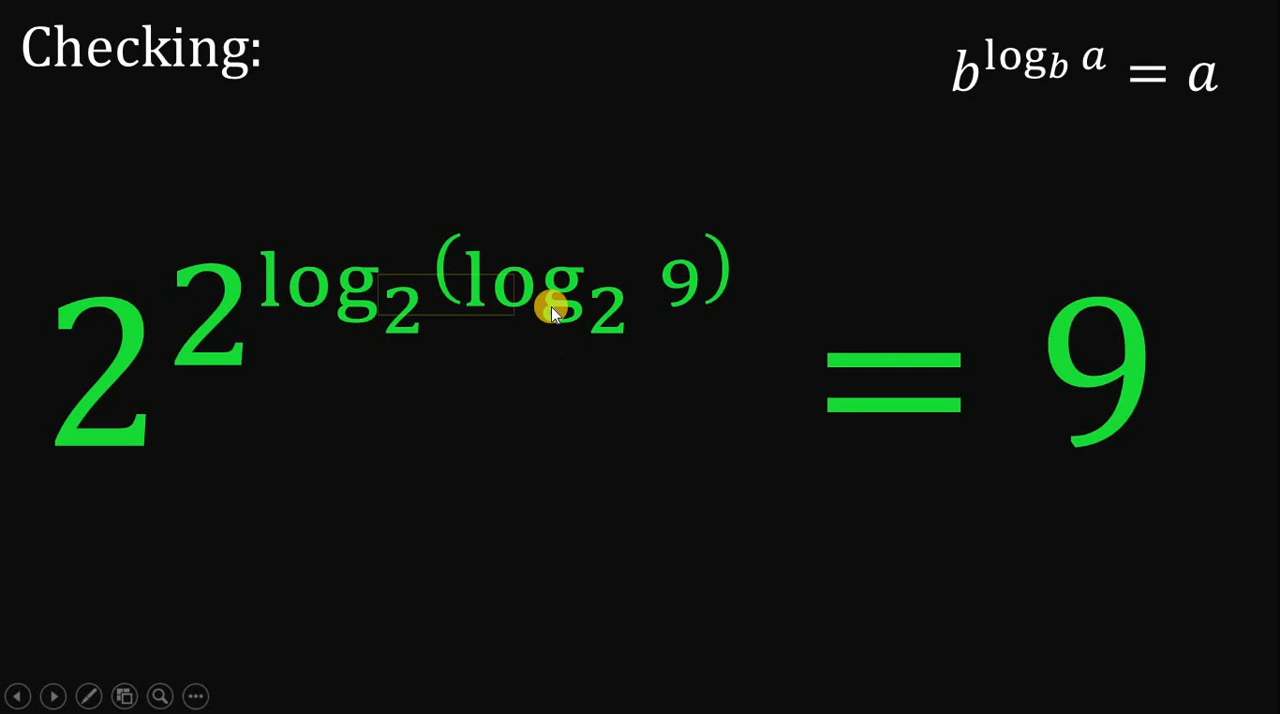 Checking:
b^{log_b a} = a
2^{2^{log_2(log_2 9)}} = 9